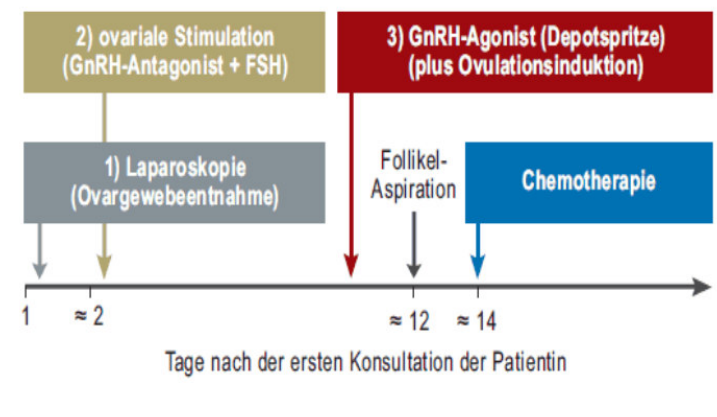 2) ovariale Stimulation
(GnRH-Antagonist + FSH)
3) GnRH-Agonist (Depotspritze)
(plus Ovulationsinduktion)
1) Laparoskopie
(Ovargewebeentnahme)
Follikel-
Aspiration
Chemotherapie
1
≈ 2
≈ 12
≈ 14
Tage nach der ersten Konsultation der Patientin